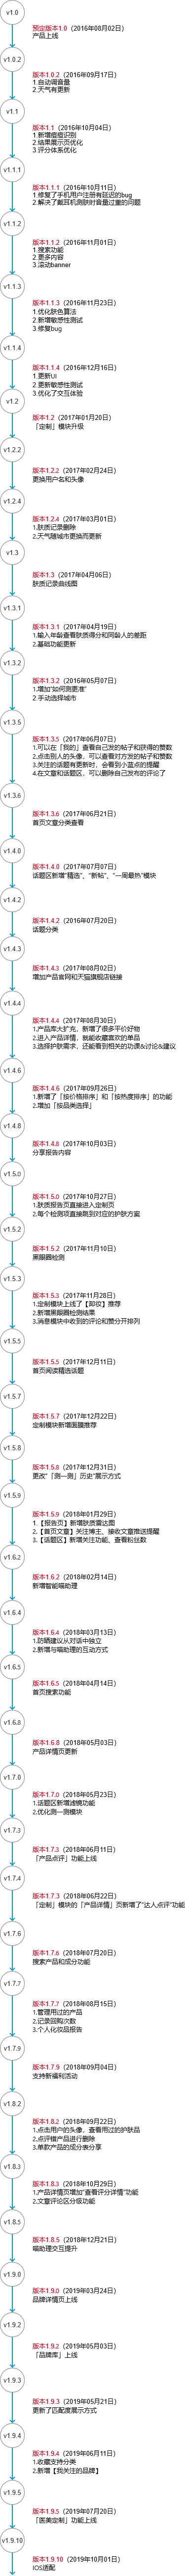 v1.0
预定版本1.0（2016年08月02日）
产品上线
v1.0.2
版本1.0.2（2016年09月17日）
1.自动调音量
2.天气有更新
v1.1
版本1.1（2016年10月04日）
1.新增痘痘识别
2.结果展示页优化
3.评分体系优化
v1.1.1
版本1.1.1（2016年10月11日）
1.修复了手机用户注册有延迟的bug
2.解决了戴耳机测肤时音量过重的问题
v1.1.2
版本1.1.2（2016年11月01日）
1.搜索功能
2.更多内容
3.滚动banner
v1.1.3
版本1.1.3（2016年11月23日）
1.优化肤色算法
2.新增敏感性测试
3.修复bug
v1.1.4
版本1.1.4（2016年12月16日）
1.更新UI
2.更新敏感性测试
3.优化了交互体验
v1.2
版本1.2（2017年01月20日）
「定制」模块升级
v1.2.2
版本1.2.2（2017年02月24日）
更换用户名和头像
v1.2.4
版本1.2.4（2017年03月01日）
1.肤质记录删除
2.天气随城市更换而更新
v1.3
版本1.3（2017年04月06日）
肤质记录曲线图
v1.3.1
版本1.3.1（2017年04月19日）
1.输入年龄查看肤质得分和同龄人的差距
2.基础功能更新
v1.3.2
版本1.3.2（2016年05月07日）
1.增加“如何测更准”
2.手动选择城市
v1.3.5
版本1.3.5（2017年06月07日）
1.可以在「我的」查看自己发的帖子和获得的赞数
2.点击别人的头像，可以查看对方发的帖子和赞数
3.关注的话题有更新时，会看到小蓝点的提醒
4.在文章和话题区，可以删除自己发布的评论了
v1.3.6
版本1.3.6（2017年06月21日）
首页文章分类查看
v1.4.0
版本1.4.0（2017年07月07日）
话题区新增“精选”、“新帖”、“一周最热”模块
v1.4.2
版本1.4.2（2016年07月20日）
话题分类
v1.4.3
版本1.4.3（2017年08月02日）
增加产品官网和天猫旗舰店链接
v1.4.4
版本1.4.4（2017年08月30日）
1.产品库大扩充，新增了很多平价好物
2.进入产品详情，就能收藏喜欢的单品
3.选择护肤需求，还能看到相关的功课&讨论&建议
v1.4.6
版本1.4.6（2017年09月26日）
1.新增了「按价格排序」和「按热度排序」的功能
2.增加「按品类选择」
v1.4.8
版本1.4.8（2017年10月03日）
分享报告内容
v1.5.0
版本1.5.0（2017年10月27日）
1.肤质报告页直接进入定制页
2.每个检测项直接跳到对应的护肤方案
v1.5.2
版本1.5.2（2017年11月10日）
黑眼圈检测
v1.5.3
版本1.5.3（2017年11月28日）
1.定制模块上线了【卸妆】推荐
2.新增黑眼圈检测结果
3.消息模块中收到的评论和赞分开排列
v1.5.5
版本1.5.5（2017年12月11日）
首页阅读精选话题
v1.5.7
版本1.5.7（2017年12月22日）
定制模块新增面膜推荐
v1.5.8
版本1.5.8（2017年12月31日）
更改“「测一测」历史”展示方式
v1.5.9
版本1.5.9（2018年01月29日）
1.【报告页】新增肤质雷达图
2.【首页文章】关注博主、接收文章推送提醒
3.【话题区】新增关注功能、查看粉丝数
v1.6.2
版本1.6.2（2018年02月14日）
新增智能喵助理
v1.6.4
版本1.6.4（2018年03月13日）
1.防晒建议从对话中独立
2.新增与喵助理的互动方式
v1.6.5
版本1.6.5（2018年04月14日）
首页搜索功能
v1.6.8
版本1.6.8（2018年05月03日）
产品详情页更新
v1.7.0
版本1.7.0（2018年05月23日）
1.话题区新增滤镜功能
2.优化测一测模块
v1.7.3
版本1.7.3（2018年06月11日）
「产品点评」功能上线
v1.7.4
版本1.7.3（2018年06月22日）
「定制」模块的「产品详情」页新增了“达人点评”功能
v1.7.6
版本1.7.6（2018年07月20日）
搜索产品和成分功能
v1.7.7
版本1.7.7（2018年08月15日）
1.管理用过的产品
2.记录回购次数
3.个人化妆品报告
v1.7.9
版本1.7.9（2018年09月04日）
支持新福利活动
v1.8.2
版本1.8.2（2018年09月22日）
1.点击用户的头像，查看用过的护肤品
2.点评错产品进行删除
3.单款产品的成分表分享
v1.8.3
版本1.8.3（2018年10月29日）
1.产品详情页增加“查看评分详情”功能
2.文章评论区分级功能
v1.8.5
版本1.8.5（2018年12月21日）
喵助理交互提升
v1.9.0
版本1.9.0（2019年03月24日）
品牌详情页上线
v1.9.2
版本1.9.2（2019年05月03日）
「品牌库」上线
v1.9.3
版本1.9.3（2019年05月21日）
更新了匹配度展示方式
v1.9.4
版本1.9.4（2019年06月11日）
1.收藏支持分类
2.新增【我关注的品牌】
v1.9.5
版本1.9.5（2019年07月20日）
「医美定制」功能上线
v1.9.10
版本1.9.10（2019年10月01日）
IOS适配